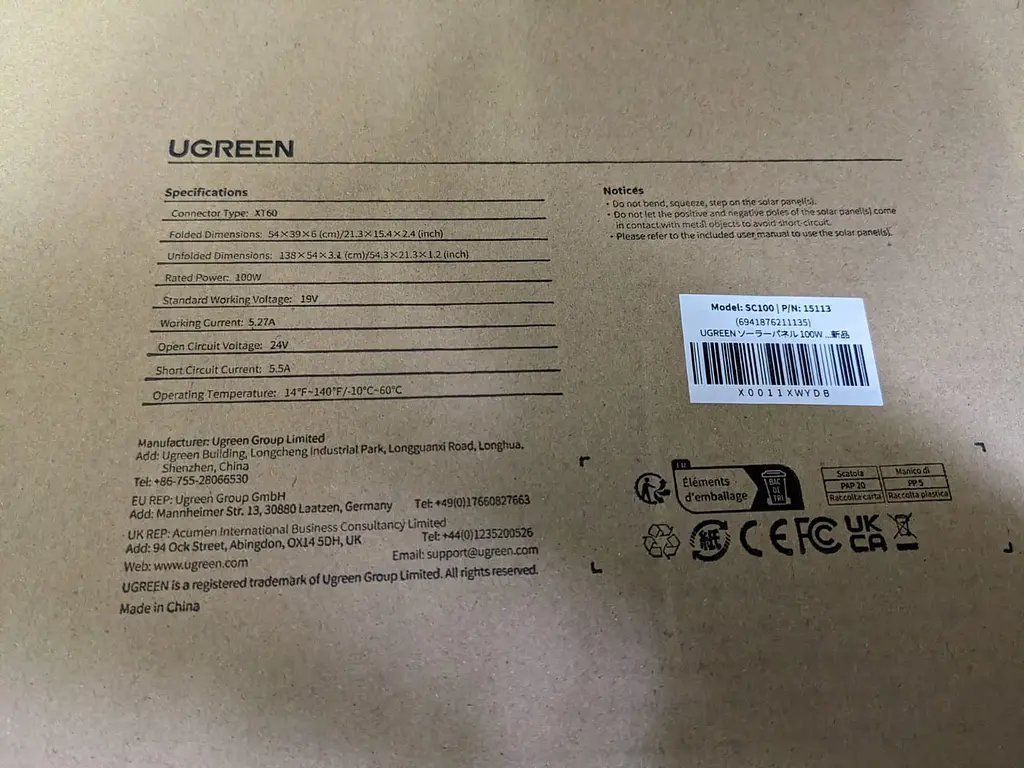 UGREEN
Specifications
Connector Type: XT60
Folded Dimensions: 54×39×6 (cm)/21.3×15.4×2.4 (inch)
Unfolded Dimensions: 138×54×3.1 (cm)/54.3×21.3×1.2 (inch)
Rated Power: 100W
Standard Working Voltage: 19V
Working Current: 5.27A
Open Circuit Voltage: 24V
Short Circuit Current: 5.5A
Operating Temperature: 14°F~140°F/-10°C~60°C
Notices
• Do not bend, squeeze, step on the solar panel(s).
• Do not let the positive and negative poles of the solar panel(s) come
in contact with metal objects to avoid short-circuit.
• Please refer to the included user manual to use the solar panel(s).
Model: SC100 | P/N: 15113
(6941876211135)
UGREEN ソーラーパネル 100W ...新品
X0011XWYDB
Manufacturer: Ugreen Group Limited
Add: Ugreen Building, Longcheng Industrial Park, Longguanxi Road, Longhua,
Shenzhen, China
Tel: +86-755-28066530
EU REP: Ugreen Group GmbH
Add: Mannheimer Str. 13, 30880 Laatzen, Germany Tel: +49(0)17660827663
UK REP: Acumen International Business Consultancy Limited
Add: 94 Ock Street, Abingdon, OX14 5DH, UK Tel: +44(0)1235200526
Web: www.ugreen.com Email: support@ugreen.com
UGREEN is a registered trademark of Ugreen Group Limited. All rights reserved.
Made in China
FR
Éléments
d'emballage
BAC
DE
TRI
Scatola Manico di
PAP 20 PP 5
Raccolta carta Raccolta plastica
紙 CE FC UK
CA